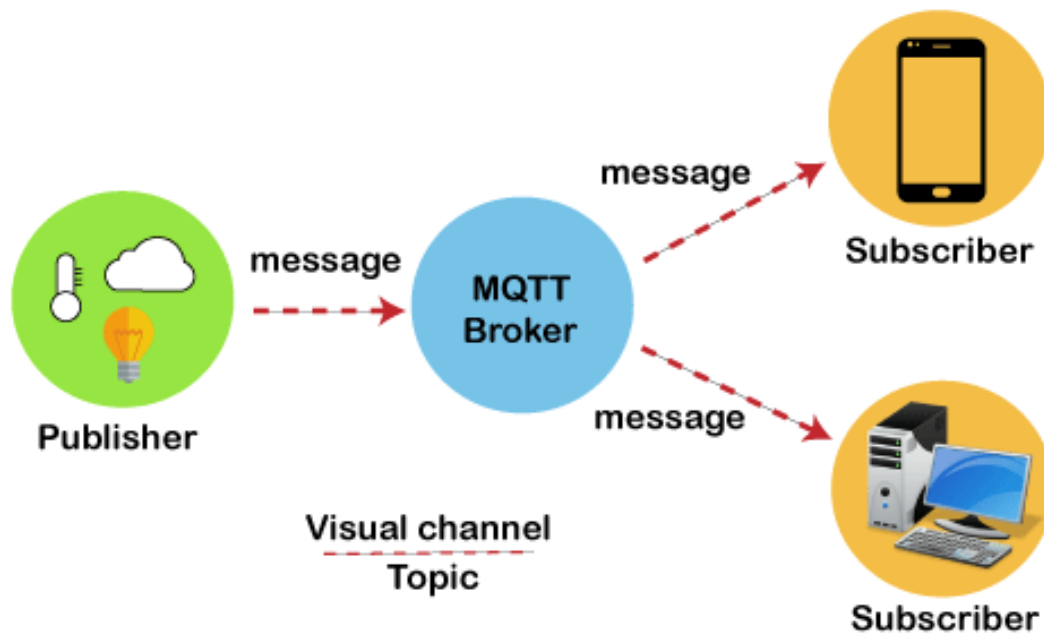 message
Subscriber
message
MQTT
Broker
Publisher
message
Visual channel
Topic
Subscriber